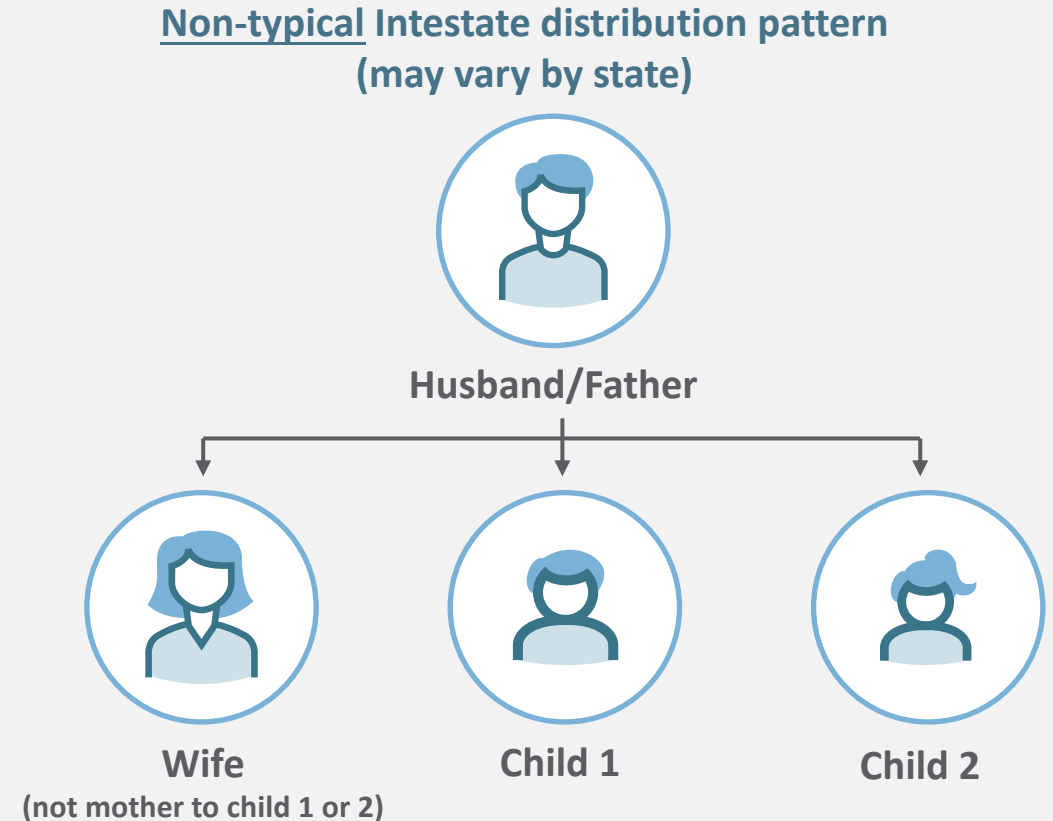 Non-typical Intestate distribution pattern
(may vary by state)
Husband/Father
Wife
(not mother to child 1 or 2)
Child 1
Child 2